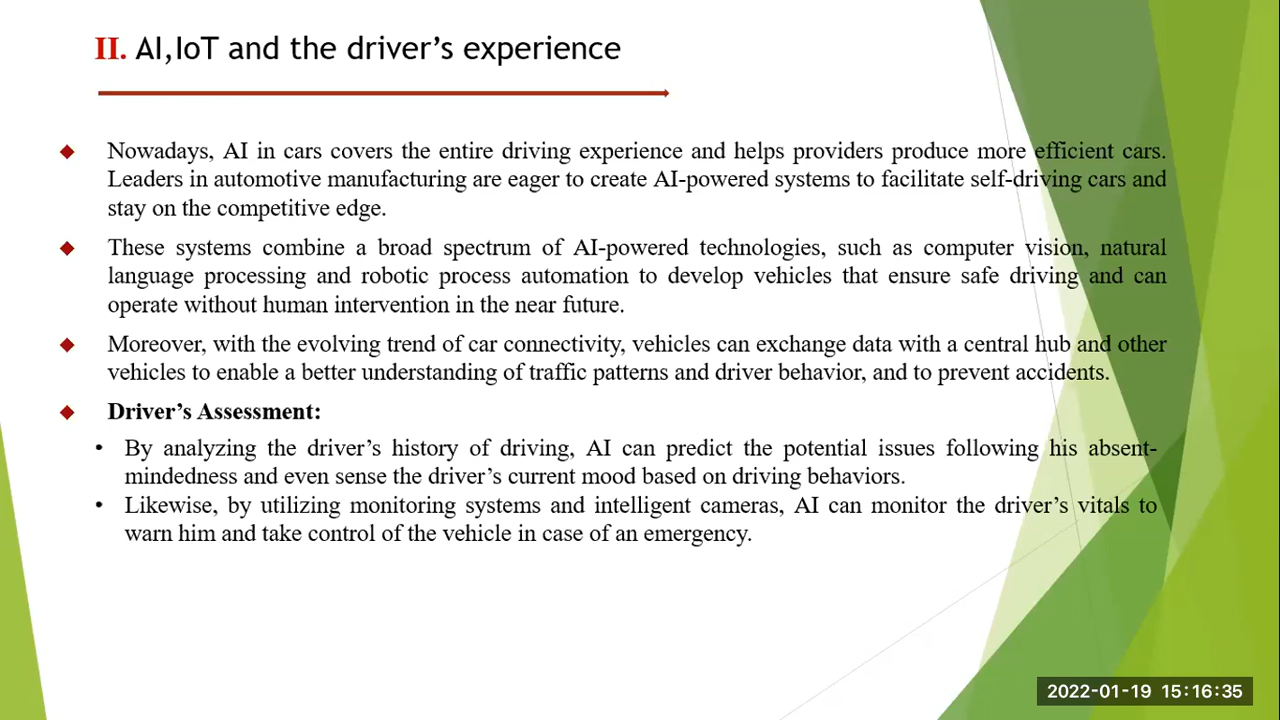 II. AI,IoT and the driver’s experience
Nowadays, AI in cars covers the entire driving experience and helps providers produce more efficient cars.
Leaders in automotive manufacturing are eager to create AI-powered systems to facilitate self-driving cars and
stay on the competitive edge.
These systems combine a broad spectrum of AI-powered technologies, such as computer vision, natural
language processing and robotic process automation to develop vehicles that ensure safe driving and can
operate without human intervention in the near future.
Moreover, with the evolving trend of car connectivity, vehicles can exchange data with a central hub and other
vehicles to enable a better understanding of traffic patterns and driver behavior, and to prevent accidents.
Driver’s Assessment:
By analyzing the driver’s history of driving, AI can predict the potential issues following his absent-
mindedness and even sense the driver’s current mood based on driving behaviors.
Likewise, by utilizing monitoring systems and intelligent cameras, AI can monitor the driver’s vitals to
warn him and take control of the vehicle in case of an emergency.
2022-01-19 15:16:35